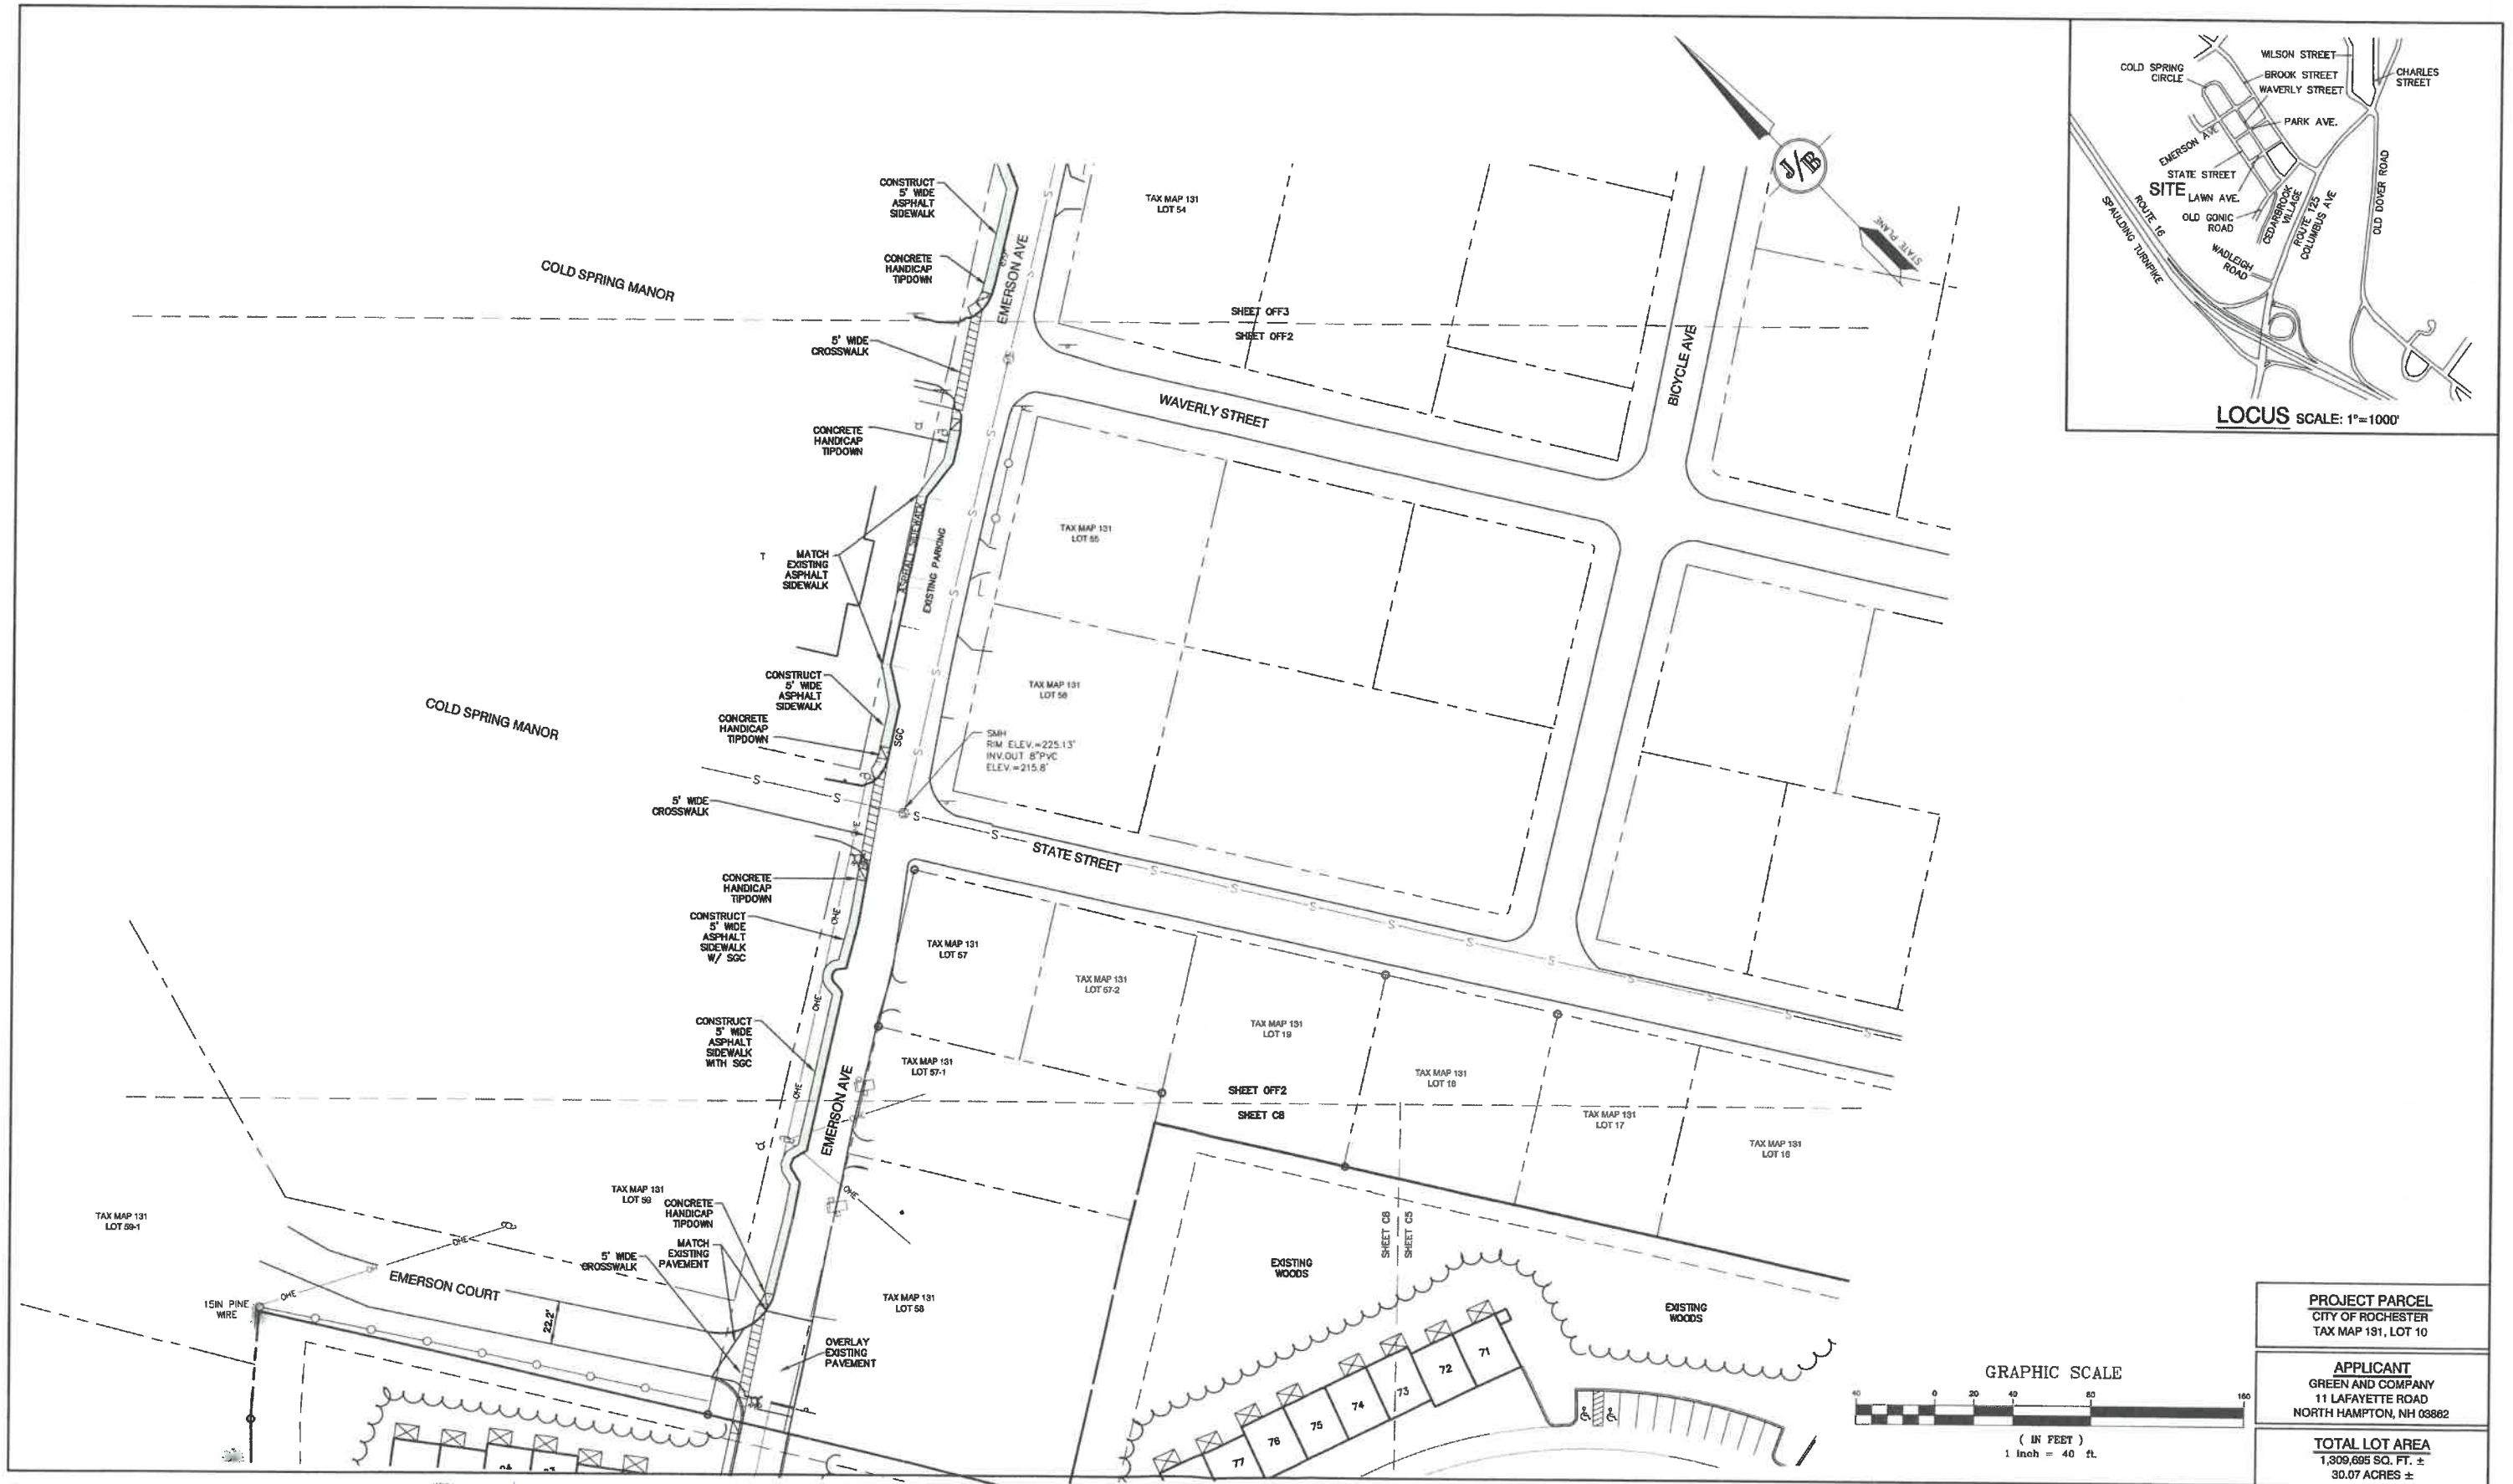 WILSON STREET
COLD SPRING
CIRCLE
BROOK STREET
CHARLES
STREET
WAVERLY STREET
PARK AVE.
EMERSON AVE
STATE STREET
SITE
LAWN AVE.
OLD GONIC
ROAD
CEDARBROOK
VILLAGE
ROUTE 125
COLUMBUS AVE
OLD DOVER ROAD
ROUTE 16
SPAULDING TURNPIKE
WADLEIGH
ROAD
LOCUS SCALE: 1"=1000'
J/B
STATE PLANE
CONSTRUCT
5' WIDE
ASPHALT
SIDEWALK
TAX MAP 131
LOT 54
CONCRETE
HANDICAP
TIPDOWN
EMERSON AVE
COLD SPRING MANOR
SHEET OFF3
SHEET OFF2
5' WIDE
CROSSWALK
BICYCLE AVE
WAVERLY STREET
CONCRETE
HANDICAP
TIPDOWN
ASPHALT SIDEWALK
EXISTING PARKING
TAX MAP 131
LOT 55
T
MATCH
EXISTING
ASPHALT
SIDEWALK
CONSTRUCT
5' WIDE
ASPHALT
SIDEWALK
TAX MAP 131
LOT 56
COLD SPRING MANOR
CONCRETE
HANDICAP
TIPDOWN
SGC
SMH
RIM ELEV.=225.13'
INV.OUT 8"PVC
ELEV.=215.8'
S
S
S
S
5' WIDE
CROSSWALK
OHE
STATE STREET
S
S
S
S
S
S
S
S
S
S
CONCRETE
HANDICAP
TIPDOWN
CONSTRUCT
5' WIDE
ASPHALT
SIDEWALK
W/ SGC
OHE
TAX MAP 131
LOT 57
TAX MAP 131
LOT 57-2
OHE
CONSTRUCT
5' WIDE
ASPHALT
SIDEWALK
WITH SGC
TAX MAP 131
LOT 19
TAX MAP 131
LOT 57-1
OHE
EMERSON AVE
TAX MAP 131
LOT 18
SHEET OFF2
SHEET C6
TAX MAP 131
LOT 17
TAX MAP 131
LOT 16
TAX MAP 131
LOT 59
OHE
CONCRETE
HANDICAP
TIPDOWN
TAX MAP 131
LOT 59-1
OHE
MATCH
EXISTING
PAVEMENT
5' WIDE
CROSSWALK
SHEET C6
SHEET C5
EXISTING
WOODS
EXISTING
WOODS
EMERSON COURT
OHE
15IN PINE
WIRE
22.2'
TAX MAP 131
LOT 58
OVERLAY
EXISTING
PAVEMENT
71
72
73
74
75
76
77
GRAPHIC SCALE
40 0 20 40 80 160
( IN FEET )
1 inch = 40 ft.
PROJECT PARCEL
CITY OF ROCHESTER
TAX MAP 131, LOT 10
APPLICANT
GREEN AND COMPANY
11 LAFAYETTE ROAD
NORTH HAMPTON, NH 03862
TOTAL LOT AREA
1,309,695 SQ. FT. ±
30.07 ACRES ±